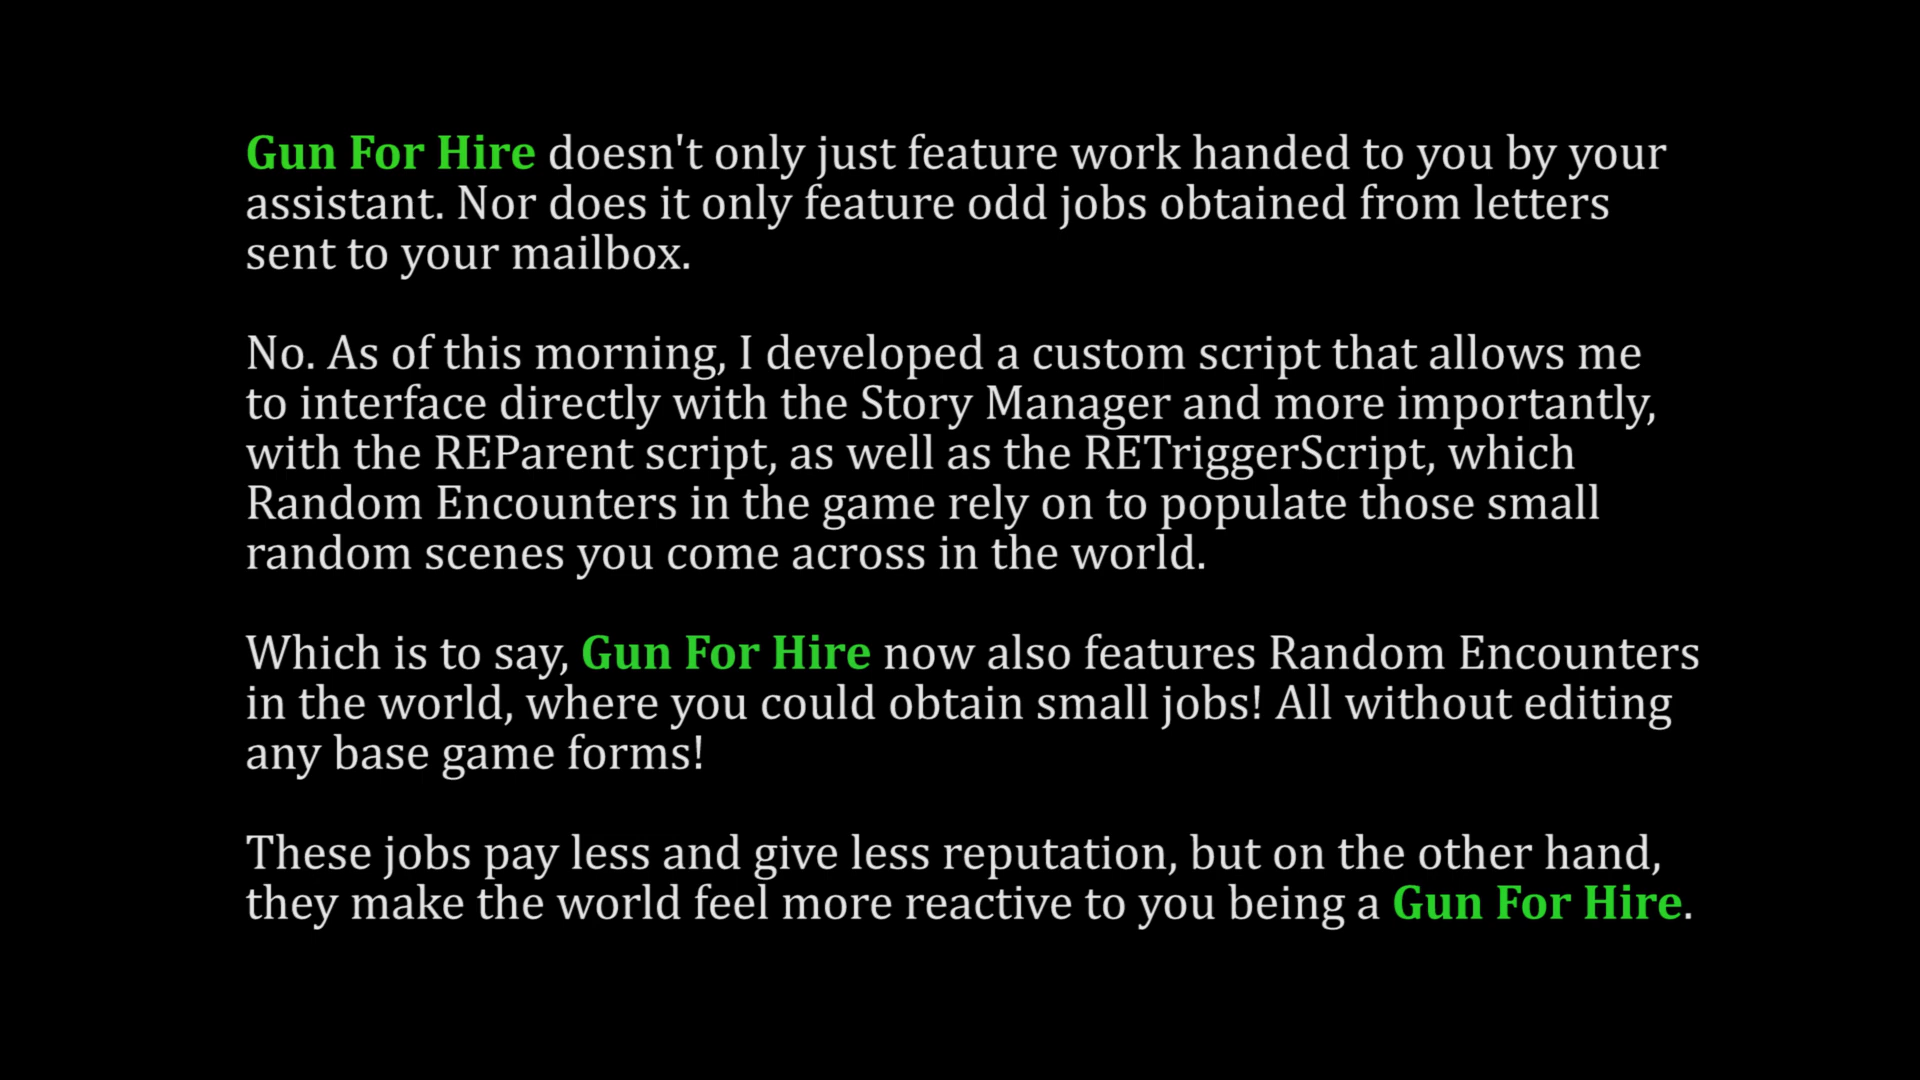 Gun For Hire doesn't only just feature work handed to you by your
assistant. Nor does it only feature odd jobs obtained from letters
sent to your mailbox.
No. As of this morning, I developed a custom script that allows me
to interface directly with the Story Manager and more importantly,
with the REParent script, as well as the RETriggerScript, which
Random Encounters in the game rely on to populate those small
random scenes you come across in the world.
Which is to say, Gun For Hire now also features Random Encounters
in the world, where you could obtain small jobs! All without editing
any base game forms!
These jobs pay less and give less reputation, but on the other hand,
they make the world feel more reactive to you being a Gun For Hire.